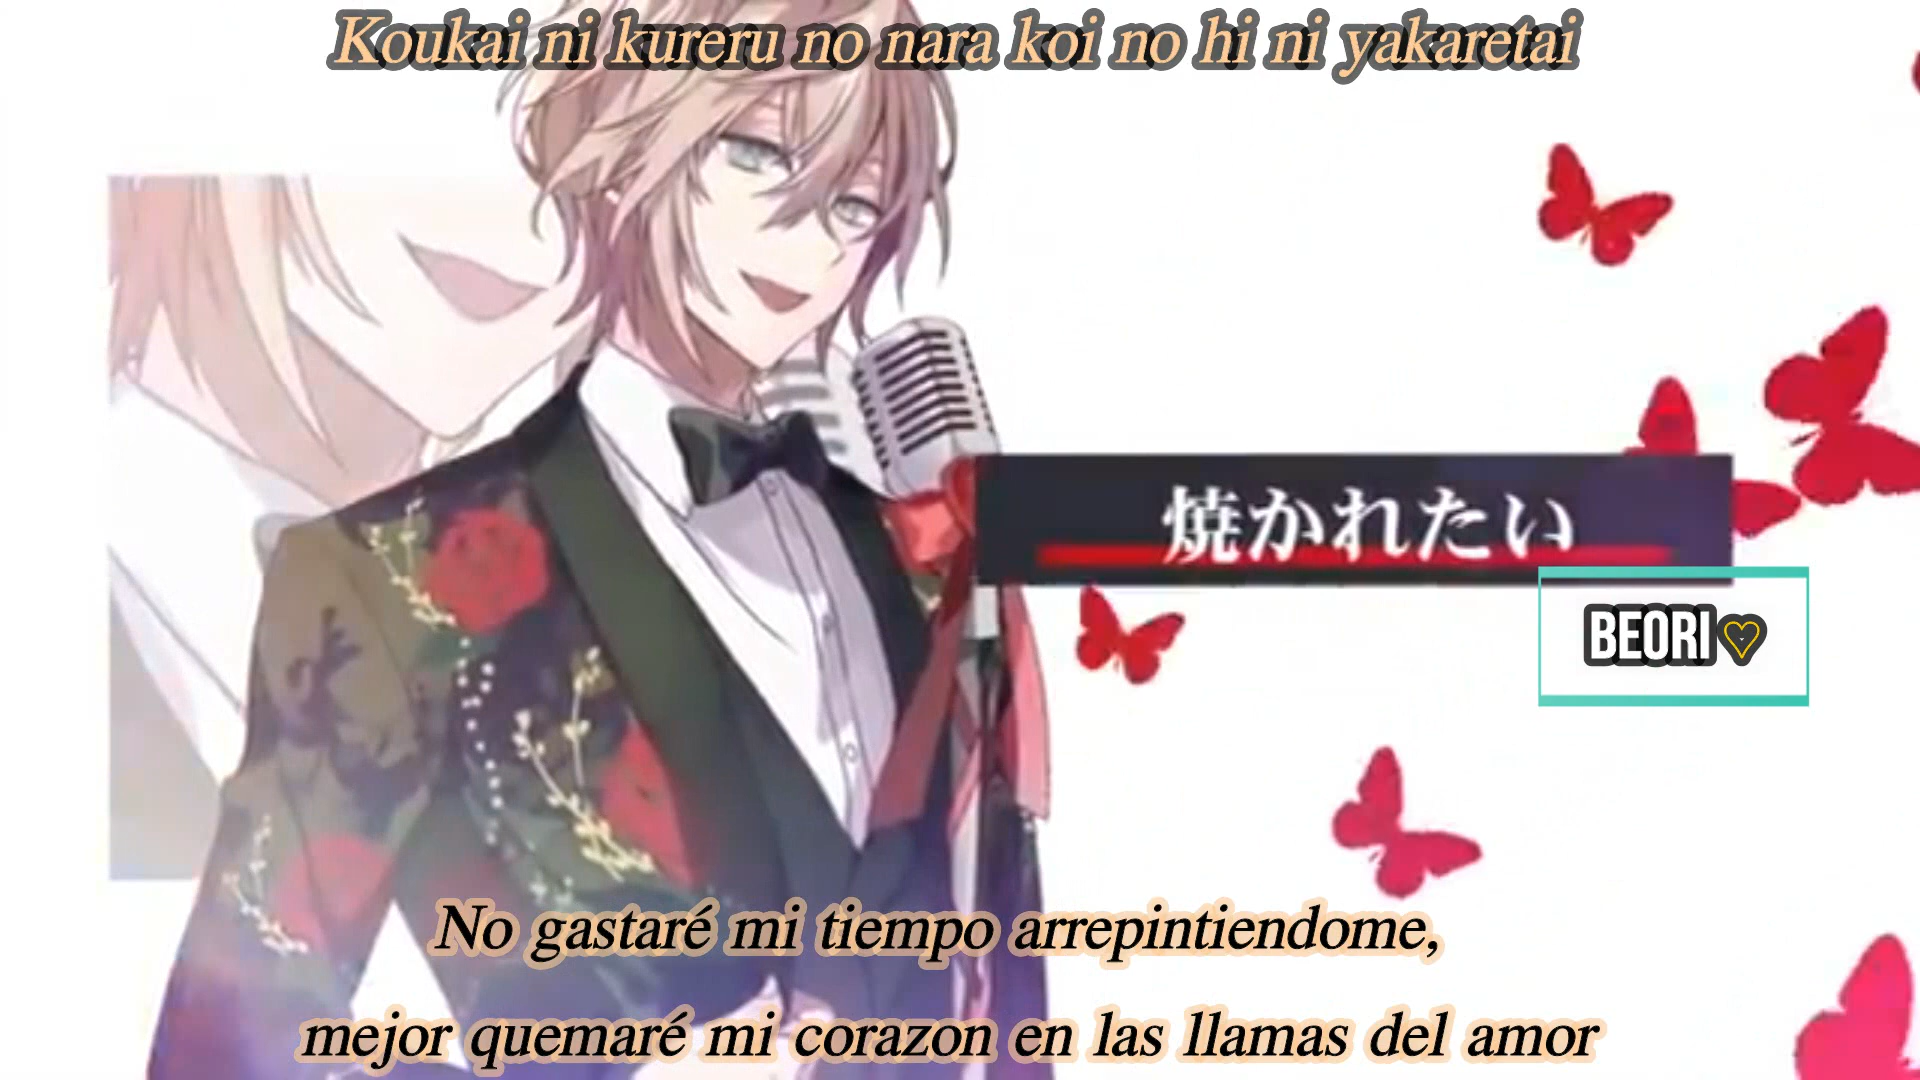 Koukai ni kureru no nara koi no hi ni yakaretai
焼かれたい
BEORI♡
No gastaré mi tiempo arrepintiendome,
mejor quemaré mi corazon en las llamas del amor